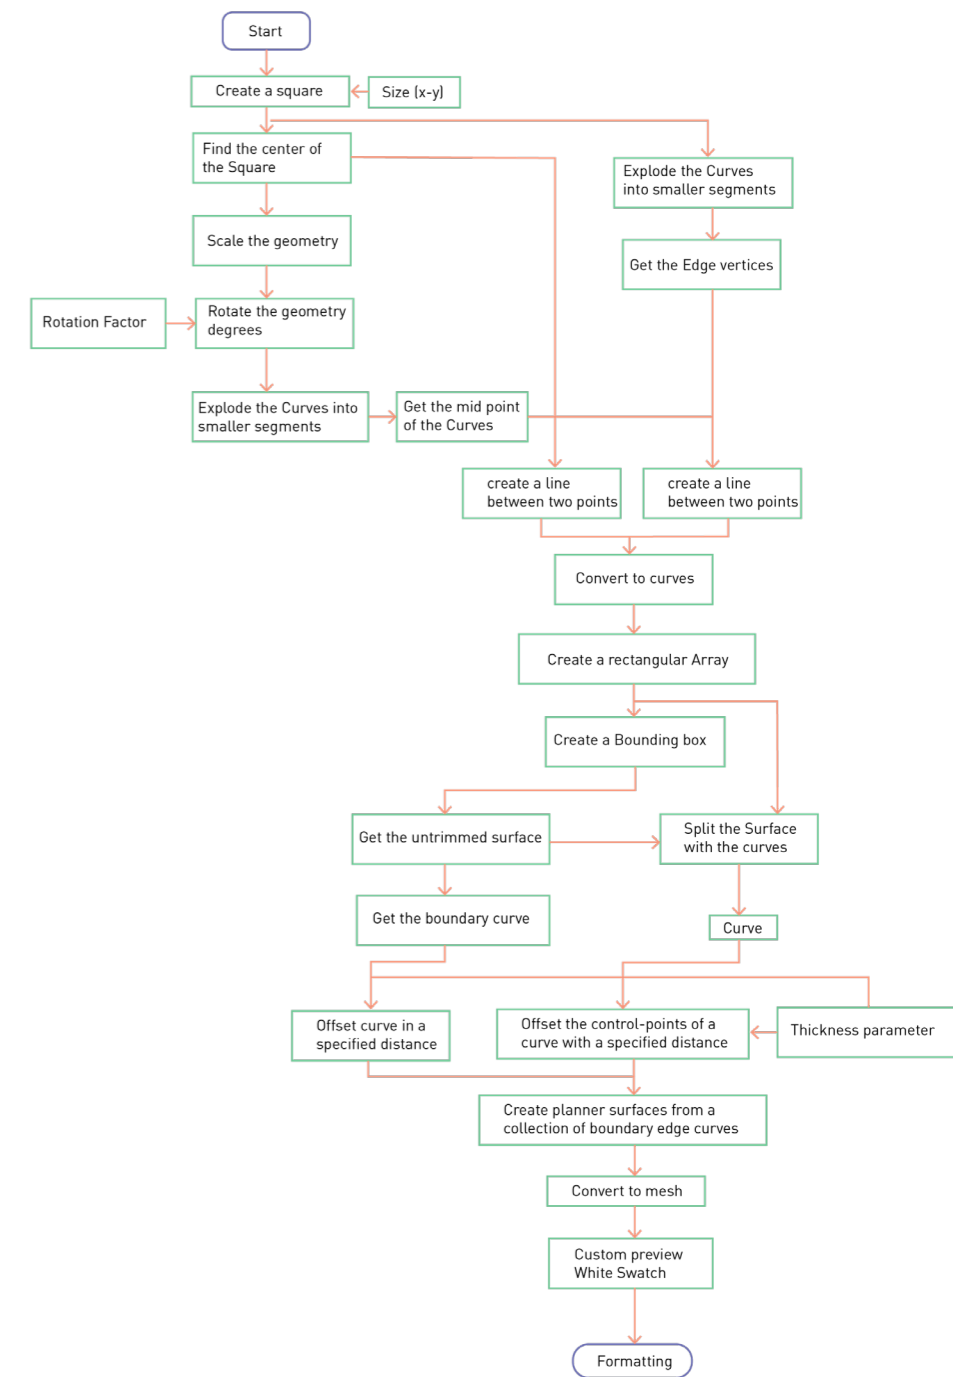 Start
Create a square
Size (x-y)
Find the center of
the Square
Explode the Curves
into smaller segments
Scale the geometry
Get the Edge vertices
Rotation Factor
Rotate the geometry
degrees
Explode the Curves into
smaller segments
Get the mid point
of the Curves
create a line
between two points
create a line
between two points
Convert to curves
Create a rectangular Array
Create a Bounding box
Get the untrimmed surface
Split the Surface
with the curves
Get the boundary curve
Curve
Offset curve in a
specified distance
Offset the control-points of a
curve with a specified distance
Thickness parameter
Create planner surfaces from a
collection of boundary edge curves
Convert to mesh
Custom preview
White Swatch
Formatting